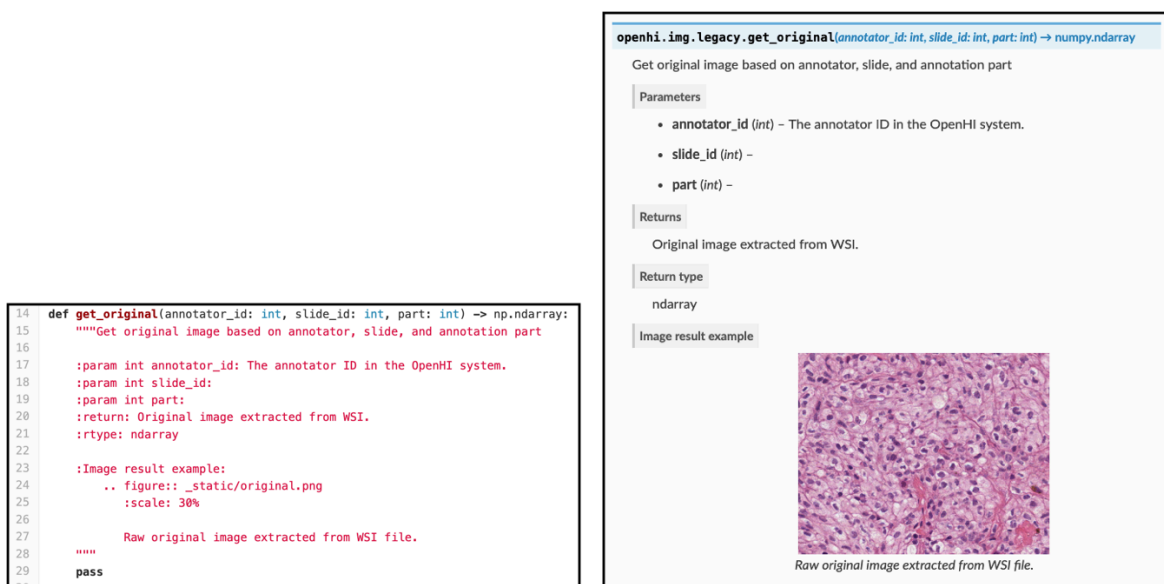 14 def get_original(annotator_id: int, slide_id: int, part: int) -> np.ndarray:
15 """Get original image based on annotator, slide, and annotation part
16
17 :param int annotator_id: The annotator ID in the OpenHI system.
18 :param int slide_id:
19 :param int part:
20 :return: Original image extracted from WSI.
21 :rtype: ndarray
22
23 :Image result example:
24 .. figure:: _static/original.png
25 :scale: 30%
26
27 Raw original image extracted from WSI file.
28 """
29 pass
openhi.img.legacy.get_original(annotator_id: int, slide_id: int, part: int) → numpy.ndarray
Get original image based on annotator, slide, and annotation part
Parameters
• annotator_id (int) – The annotator ID in the OpenHI system.
• slide_id (int) –
• part (int) –
Returns
Original image extracted from WSI.
Return type
ndarray
Image result example
Raw original image extracted from WSI file.